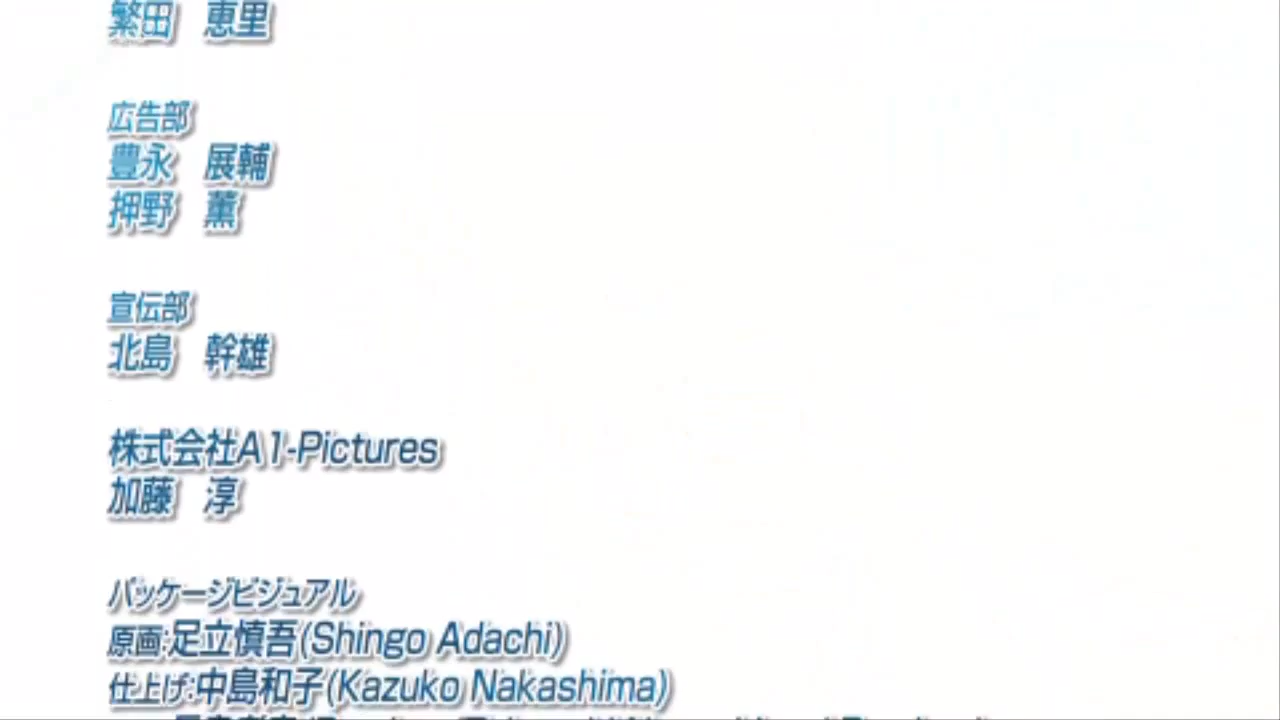 繁田　恵里
広告部
豊永　展輔
押野　薫
宣伝部
北島　幹雄
株式会社A1-Pictures
加藤　淳
パッケージビジュアル
原画:足立慎吾(Shingo Adachi)
仕上げ:中島和子(Kazuko Nakashima)